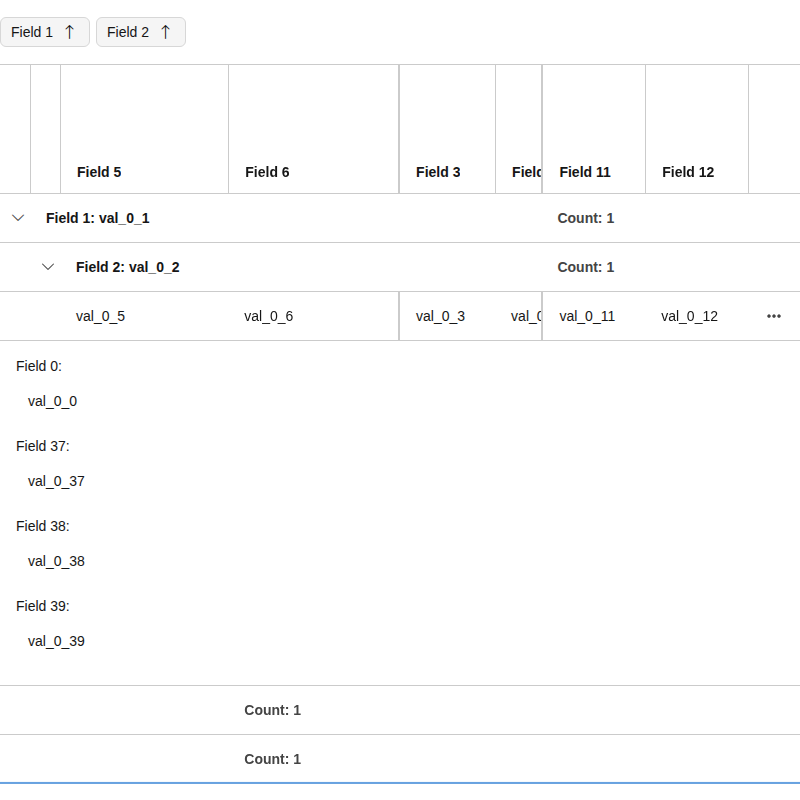 Field 1 Field 2
Field 5 Field 6 Field 3 Field Field 11 Field 12
Field 1: val_0_1 Count: 1
Field 2: val_0_2 Count: 1
val_0_5 val_0_6 val_0_3 val_0 val_0_11 val_0_12
Field 0:
val_0_0
Field 37:
val_0_37
Field 38:
val_0_38
Field 39:
val_0_39
Count: 1
Count: 1